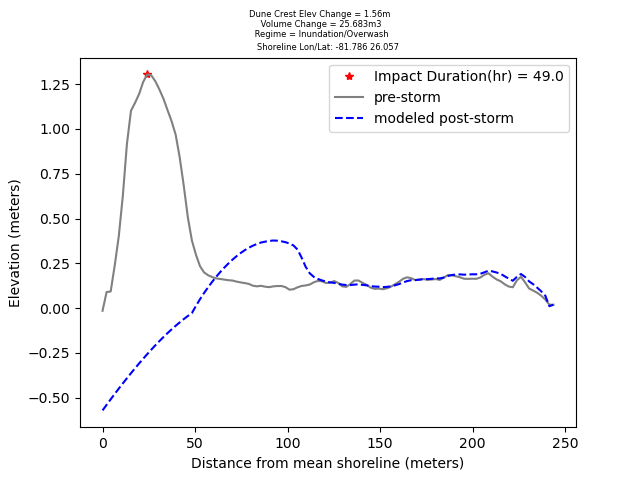 Dune Crest Elev Change = 1.56m
Volume Change = 25.683m3
Regime = Inundation/Overwash
Shoreline Lon/Lat: -81.786 26.057
Impact Duration(hr) = 49.0
pre-storm
modeled post-storm
Elevation (meters)
1.25
1.00
0.75
0.50
0.25
0.00
−0.25
−0.50
0 50 100 150 200 250
Distance from mean shoreline (meters)